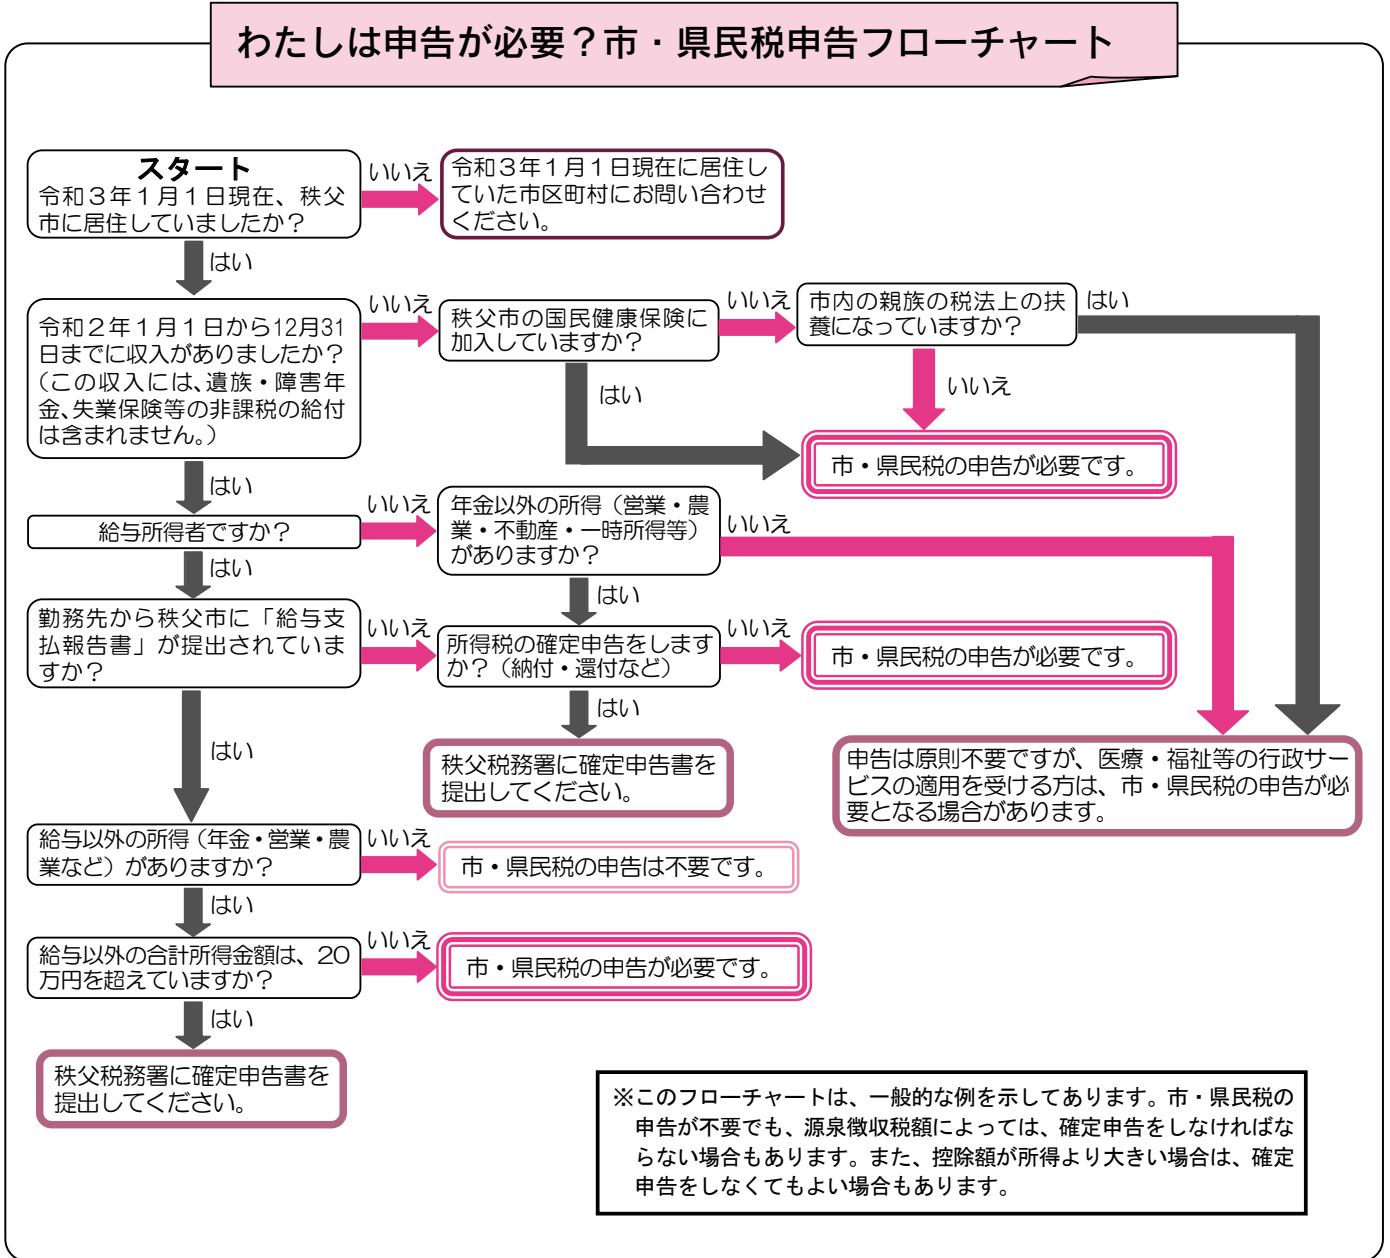 わたしは申告が必要？市・県民税申告フローチャート
スタート
令和３年１月１日現在、秩父
市に居住していましたか？
いいえ
令和３年１月１日現在に居住し
ていた市区町村にお問い合わせ
ください。
はい
令和２年１月１日から12月31
日までに収入がありましたか？
（この収入には、遺族・障害年
金、失業保険等の非課税の給付
は含まれません。）
いいえ
秩父市の国民健康保険に
加入していますか？
いいえ
市内の親族の税法上の扶
養になっていますか？
はい
はい
いいえ
市・県民税の申告が必要です。
はい
給与所得者ですか？
いいえ
年金以外の所得（営業・農
業・不動産・一時所得等）
がありますか？
いいえ
はい
はい
勤務先から秩父市に「給与支
払報告書」が提出されていま
すか？
いいえ
所得税の確定申告をします
か？（納付・還付など）
いいえ
市・県民税の申告が必要です。
はい
はい
秩父税務署に確定申告書を
提出してください。
申告は原則不要ですが、医療・福祉等の行政サー
ビスの適用を受ける方は、市・県民税の申告が必
要となる場合があります。
給与以外の所得（年金・営業・農
業など）がありますか？
いいえ
市・県民税の申告は不要です。
はい
給与以外の合計所得金額は、20
万円を超えていますか？
いいえ
市・県民税の申告が必要です。
はい
秩父税務署に確定申告書を
提出してください。
※このフローチャートは、一般的な例を示してあります。市・県民税の
申告が不要でも、源泉徴収税額によっては、確定申告をしなければな
らない場合もあります。また、控除額が所得より大きい場合は、確定
申告をしなくてもよい場合もあります。